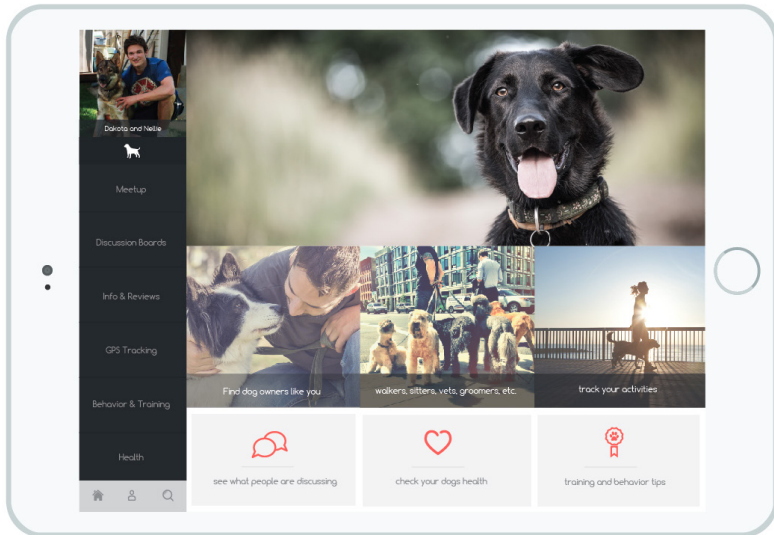 Dakota and Nellie
Meetup
Discussion Boards
Info & Reviews
GPS Tracking
Behavior & Training
Health
Find dog owners like you
walkers, sitters, vets, groomers, etc.
track your activities
see what people are discussing
check your dogs health
training and behavior tips